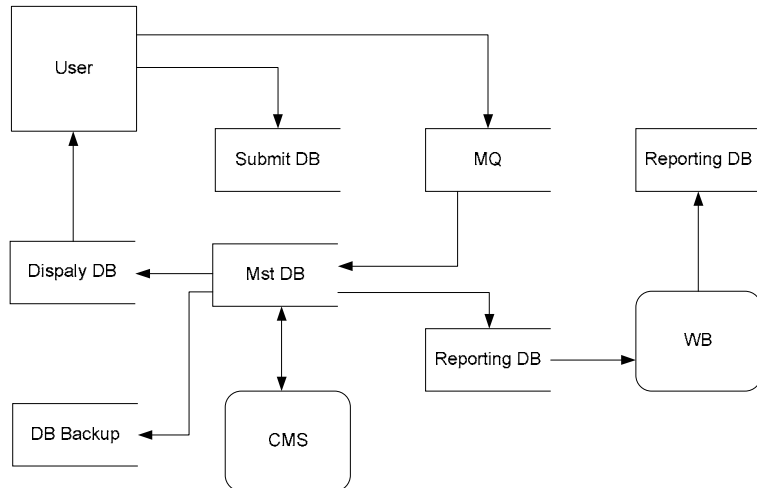 User
Submit DB
MQ
Reporting DB
Dispaly DB
Mst DB
Reporting DB
WB
DB Backup
CMS